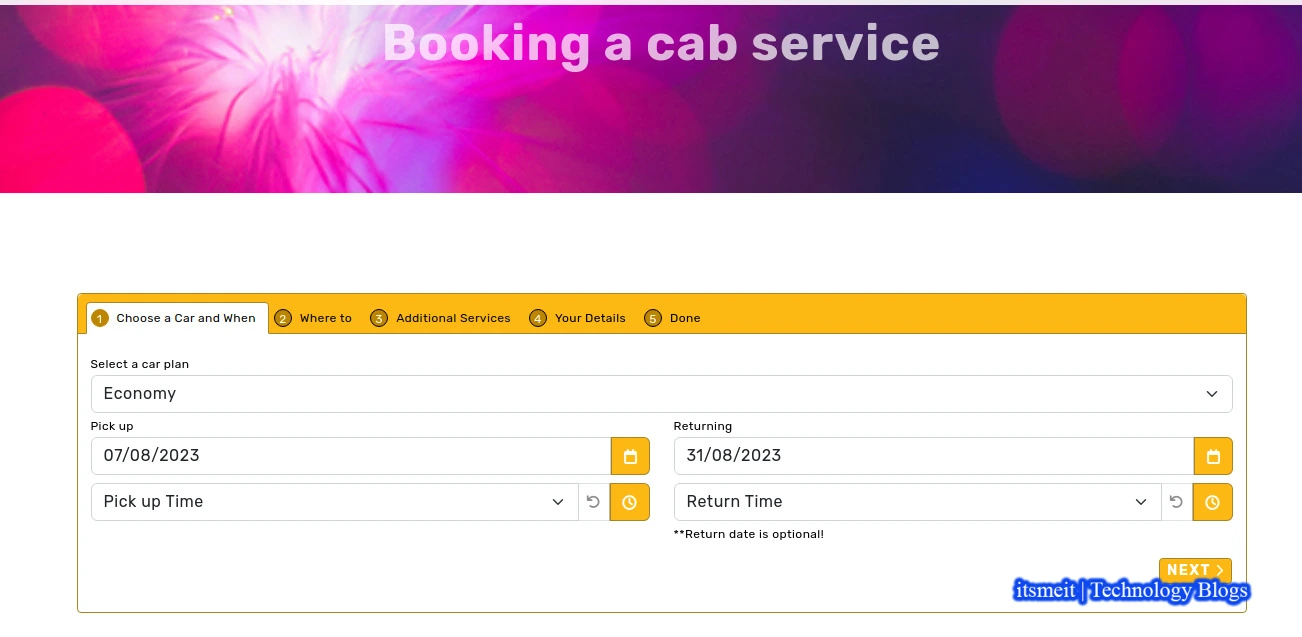 Booking a cab service
1 Choose a Car and When 2 Where to 3 Additional Services 4 Your Details 5 Done
Select a car plan
Economy
Pick up Returning
07/08/2023 31/08/2023
Pick up Time Return Time
**Return date is optional!
NEXT
itsmeit | Technology Blogs